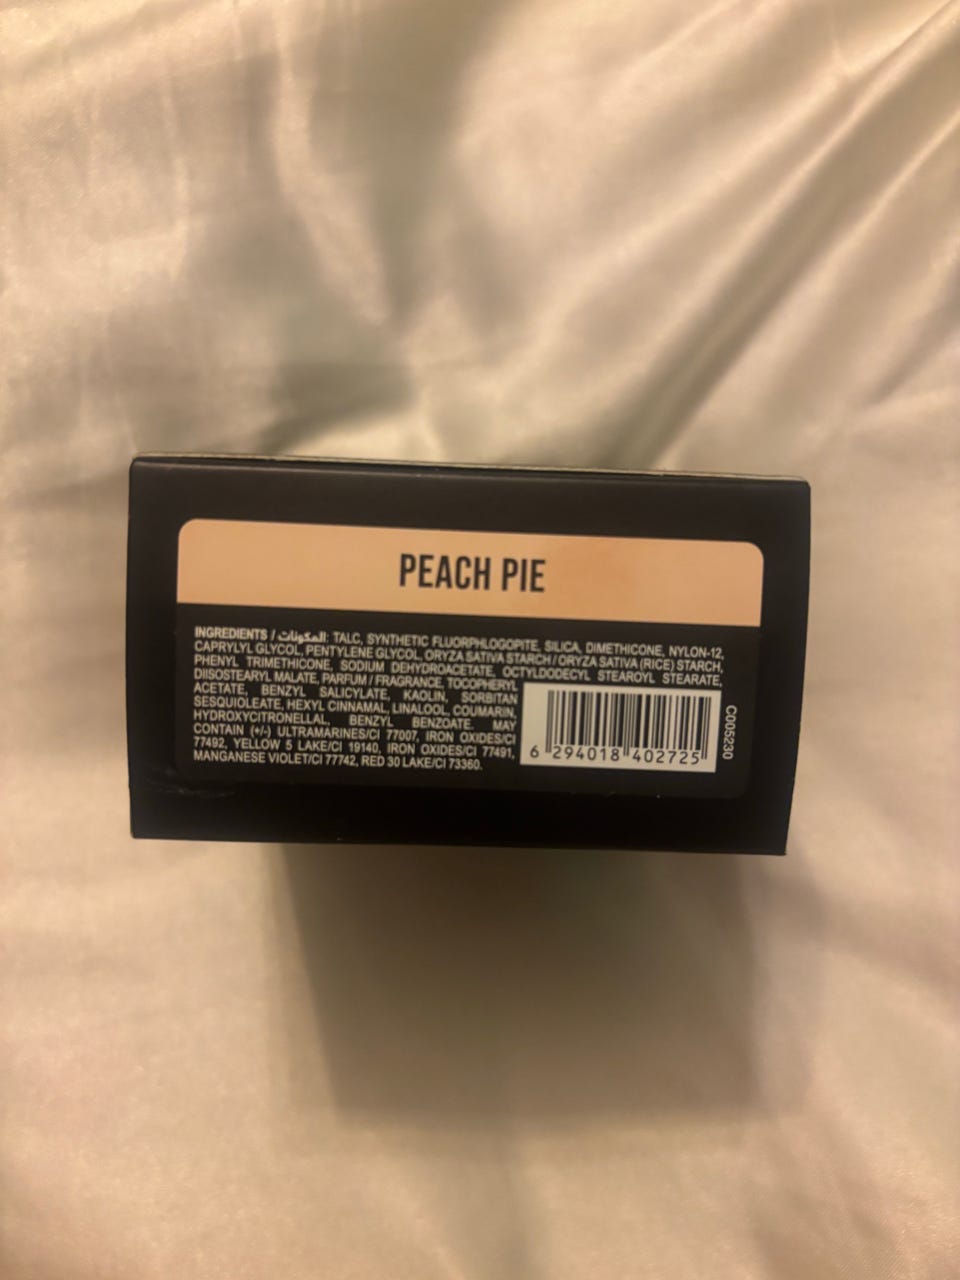 PEACH PIE
INGREDIENTS / المكونات: TALC, SYNTHETIC FLUORPHLOGOPITE, SILICA, DIMETHICONE, NYLON-12,
CAPRYLYL GLYCOL, PENTYLENE GLYCOL, ORYZA SATIVA STARCH / ORYZA SATIVA (RICE) STARCH,
PHENYL TRIMETHICONE, SODIUM DEHYDROACETATE, OCTYLDODECYL STEAROYL STEARATE,
DIISOSTEARYL MALATE, PARFUM / FRAGRANCE, TOCOPHERYL
ACETATE, BENZYL SALICYLATE, KAOLIN, SORBITAN
SESQUIOLEATE, HEXYL CINNAMAL, LINALOOL, COUMARIN,
HYDROXYCITRONELLAL, BENZYL BENZOATE. MAY
CONTAIN (+/-) ULTRAMARINES/CI 77007, IRON OXIDES/CI
77492, YELLOW 5 LAKE/CI 19140, IRON OXIDES/CI 77491,
MANGANESE VIOLET/CI 77742, RED 30 LAKE/CI 73360.
6 294018 402725
C005230